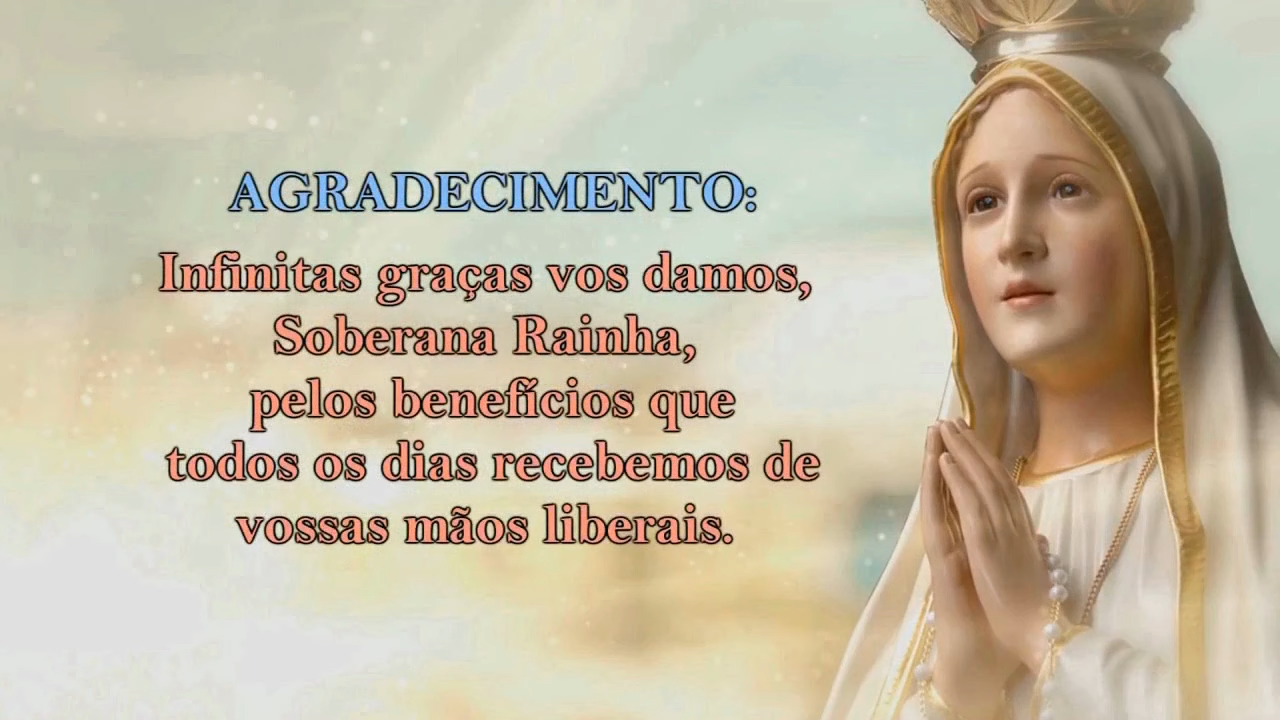 AGRADECIMENTO:
Infinitas graças vos damos,
Soberana Rainha,
pelos benefícios que
todos os dias recebemos de
vossas mãos liberais.